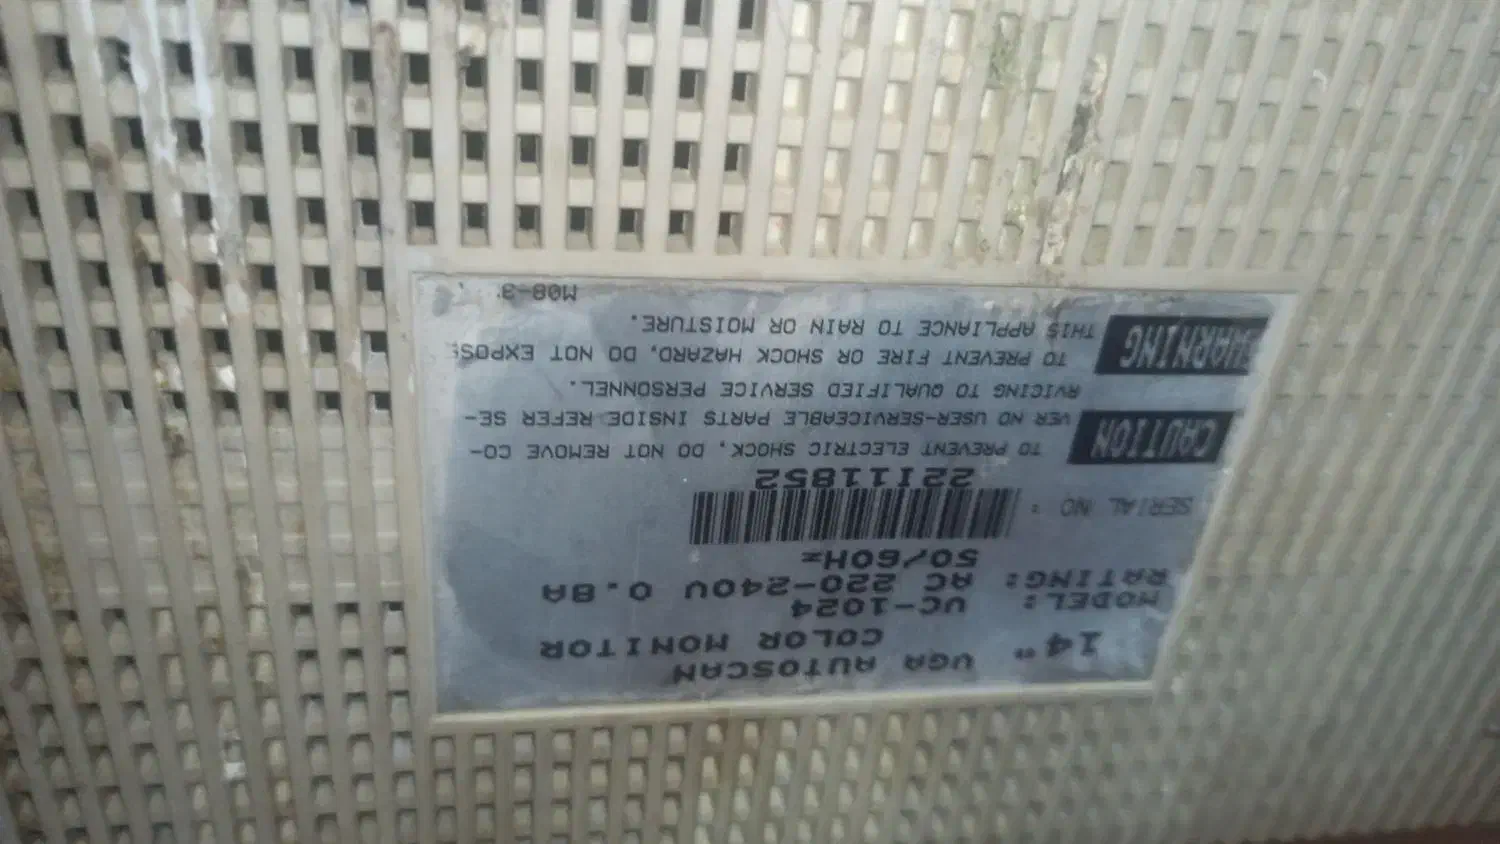 14" VGA AUTOSCAN
COLOR MONITOR
MODEL: VC-1024
RATING: AC 220-240V 0.8A
50/60Hz
SERIAL NO :
22I11852
CAUTION TO PREVENT ELECTRIC SHOCK, DO NOT REMOVE CO-
VER NO USER-SERVICEABLE PARTS INSIDE REFER SE-
RVICING TO QUALIFIED SERVICE PERSONNEL.
WARNING TO PREVENT FIRE OR SHOCK HAZARD, DO NOT EXPOSE
THIS APPLIANCE TO RAIN OR MOISTURE.
M08-3